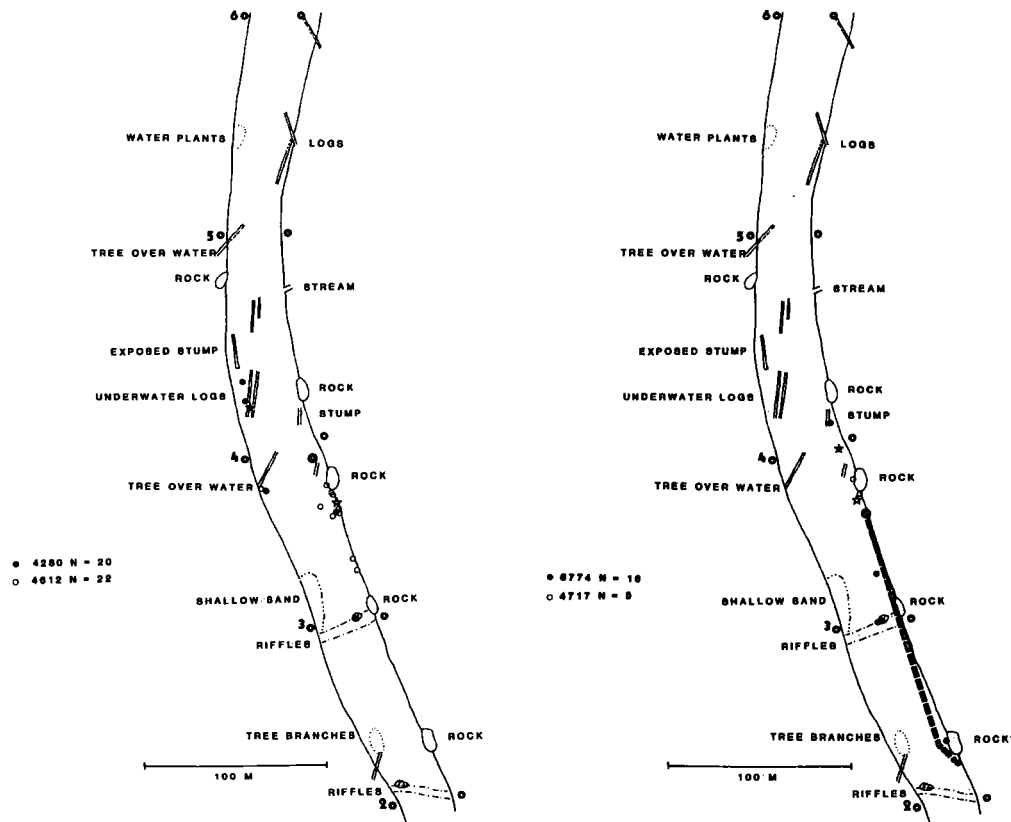 6
WATER PLANTS
LOGS
5
TREE OVER WATER
ROCK
STREAM
EXPOSED STUMP
ROCK
UNDERWATER LOGS
STUMP
4
ROCK
TREE OVER WATER
● 4280 N = 20
○ 4612 N = 22
SHALLOW SAND
ROCK
3
RIFFLES
TREE BRANCHES
ROCK
100 M
RIFFLES
2
6
WATER PLANTS
LOGS
5
TREE OVER WATER
ROCK
STREAM
EXPOSED STUMP
ROCK
UNDERWATER LOGS
STUMP
4
ROCK
TREE OVER WATER
● 6774 N = 16
○ 4717 N = 9
SHALLOW SAND
ROCK
3
RIFFLES
TREE BRANCHES
ROCK
100 M
RIFFLES
2